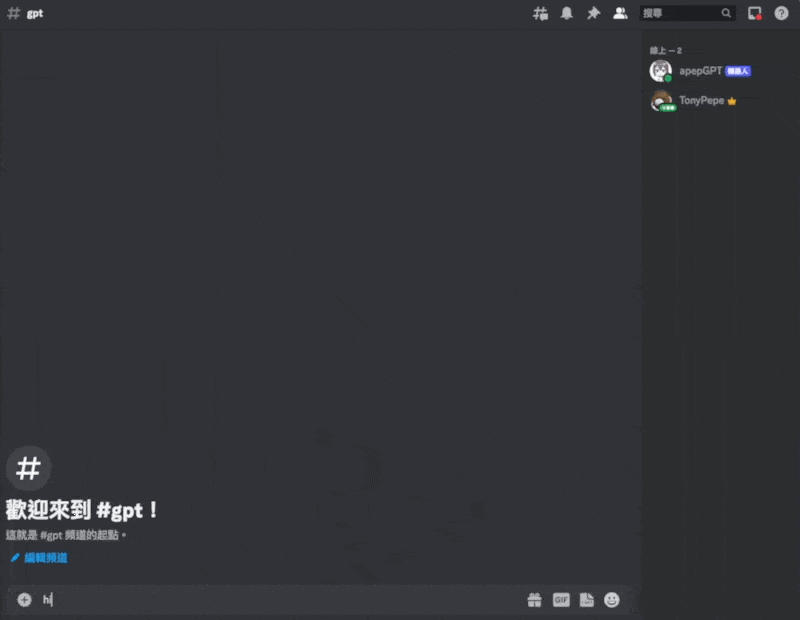 gpt
搜尋
線上 — 2
apepGPT 機器人
TonyPepe
歡迎來到 #gpt！
這就是 #gpt 頻道的起點。
編輯頻道
hi
GIF